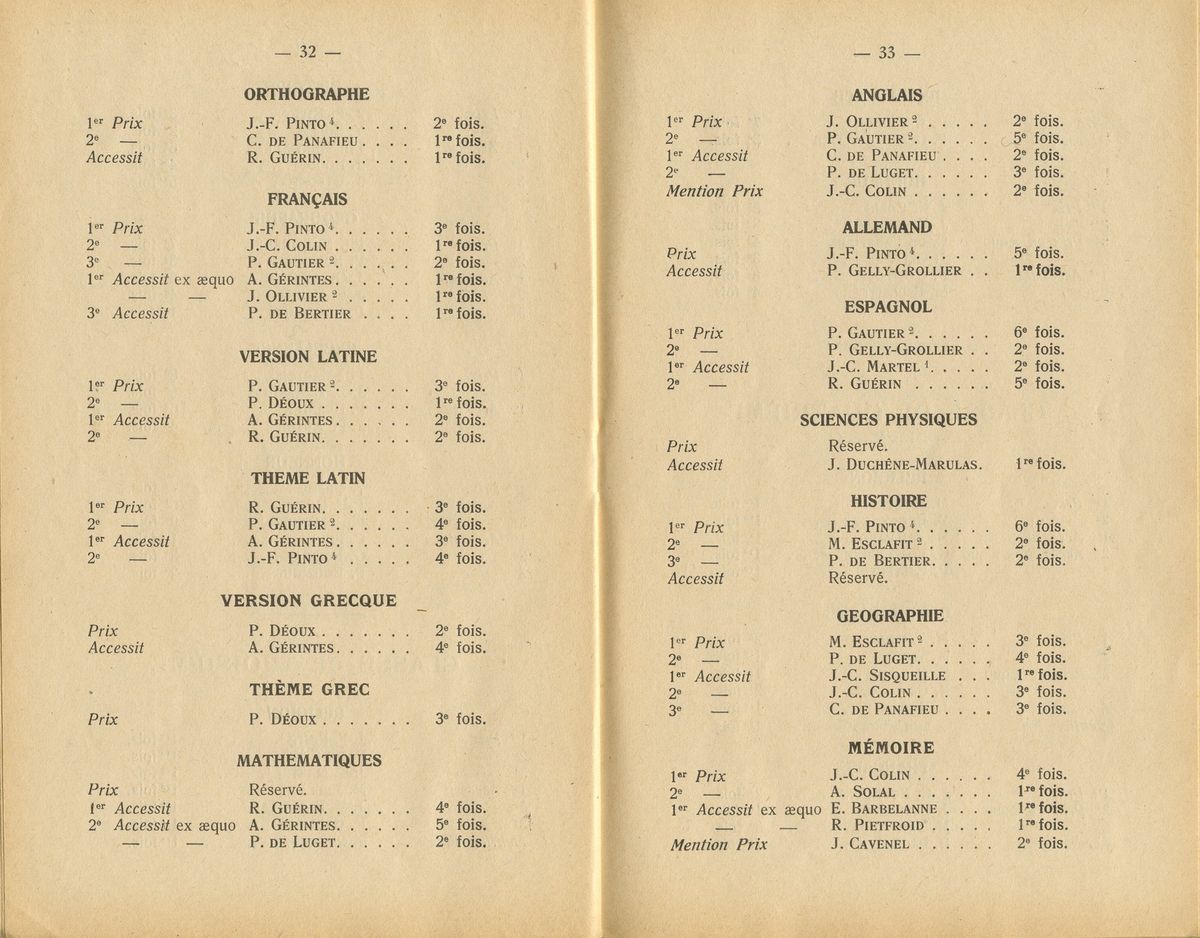 — 32 —
ORTHOGRAPHE
1er Prix J.-F. PINTO 4. . . . . . 2e fois.
2e — C. DE PANAFIEU . . . . 1re fois.
Accessit R. GUÉRIN. . . . . . . 1re fois.
FRANÇAIS
1er Prix J.-F. PINTO 4. . . . . . 3e fois.
2e — J.-C. COLIN . . . . . . 1re fois.
3e — P. GAUTIER 2. . . . . . 2e fois.
1er Accessit ex æquo A. GÉRINTES. . . . . . 1re fois.
— — J. OLLIVIER 2 . . . . . 1re fois.
3e Accessit P. DE BERTIER . . . . 1re fois.
VERSION LATINE
1er Prix P. GAUTIER 2. . . . . . 3e fois.
2e — P. DÉOUX . . . . . . . 1re fois.
1er Accessit A. GÉRINTES. . . . . . 2e fois.
2e — R. GUÉRIN. . . . . . . 2e fois.
THEME LATIN
1er Prix R. GUÉRIN. . . . . . . 3e fois.
2e — P. GAUTIER 2. . . . . . 4e fois.
1er Accessit A. GÉRINTES. . . . . . 3e fois.
2e — J.-F. PINTO 4 . . . . . 4e fois.
VERSION GRECQUE
Prix P. DÉOUX . . . . . . . 2e fois.
Accessit A. GÉRINTES. . . . . . 4e fois.
THÈME GREC
Prix P. DÉOUX . . . . . . . 3e fois.
MATHEMATIQUES
Prix Réservé.
1er Accessit R. GUÉRIN. . . . . . . 4e fois.
2e Accessit ex æquo A. GÉRINTES. . . . . . 5e fois.
— — P. DE LUGET. . . . . . 2e fois.
— 33 —
ANGLAIS
1er Prix J. OLLIVIER 2 . . . . . 2e fois.
2e — P. GAUTIER 2. . . . . . 5e fois.
1er Accessit C. DE PANAFIEU . . . . 2e fois.
2e — P. DE LUGET. . . . . . 3e fois.
Mention Prix J.-C. COLIN . . . . . . 2e fois.
ALLEMAND
Prix J.-F. PINTO 4. . . . . . 5e fois.
Accessit P. GELLY-GROLLIER . . 1re fois.
ESPAGNOL
1er Prix P. GAUTIER 2. . . . . . 6e fois.
2e — P. GELLY-GROLLIER . . 2e fois.
1er Accessit J.-C. MARTEL 1. . . . . 2e fois.
2e — R. GUÉRIN . . . . . . 5e fois.
SCIENCES PHYSIQUES
Prix Réservé.
Accessit J. DUCHÉNE-MARULAS. 1re fois.
HISTOIRE
1er Prix J.-F. PINTO 4. . . . . . 6e fois.
2e — M. ESCLAFIT 2 . . . . . 2e fois.
3e — P. DE BERTIER. . . . . 2e fois.
Accessit Réservé.
GEOGRAPHIE
1er Prix M. ESCLAFIT 2 . . . . . 3e fois.
2e — P. DE LUGET. . . . . . 4e fois.
1er Accessit J.-C. SISQUEILLE . . . 1re fois.
2e — J.-C. COLIN . . . . . . 3e fois.
3e — C. DE PANAFIEU . . . . 3e fois.
MÉMOIRE
1er Prix J.-C. COLIN . . . . . . 4e fois.
2e — A. SOLAL . . . . . . . 1re fois.
1er Accessit ex æquo E. BARBELANNE . . . . 1re fois.
— — R. PIETFROID . . . . . 1re fois.
Mention Prix J. CAVENEL . . . . . . 2e fois.